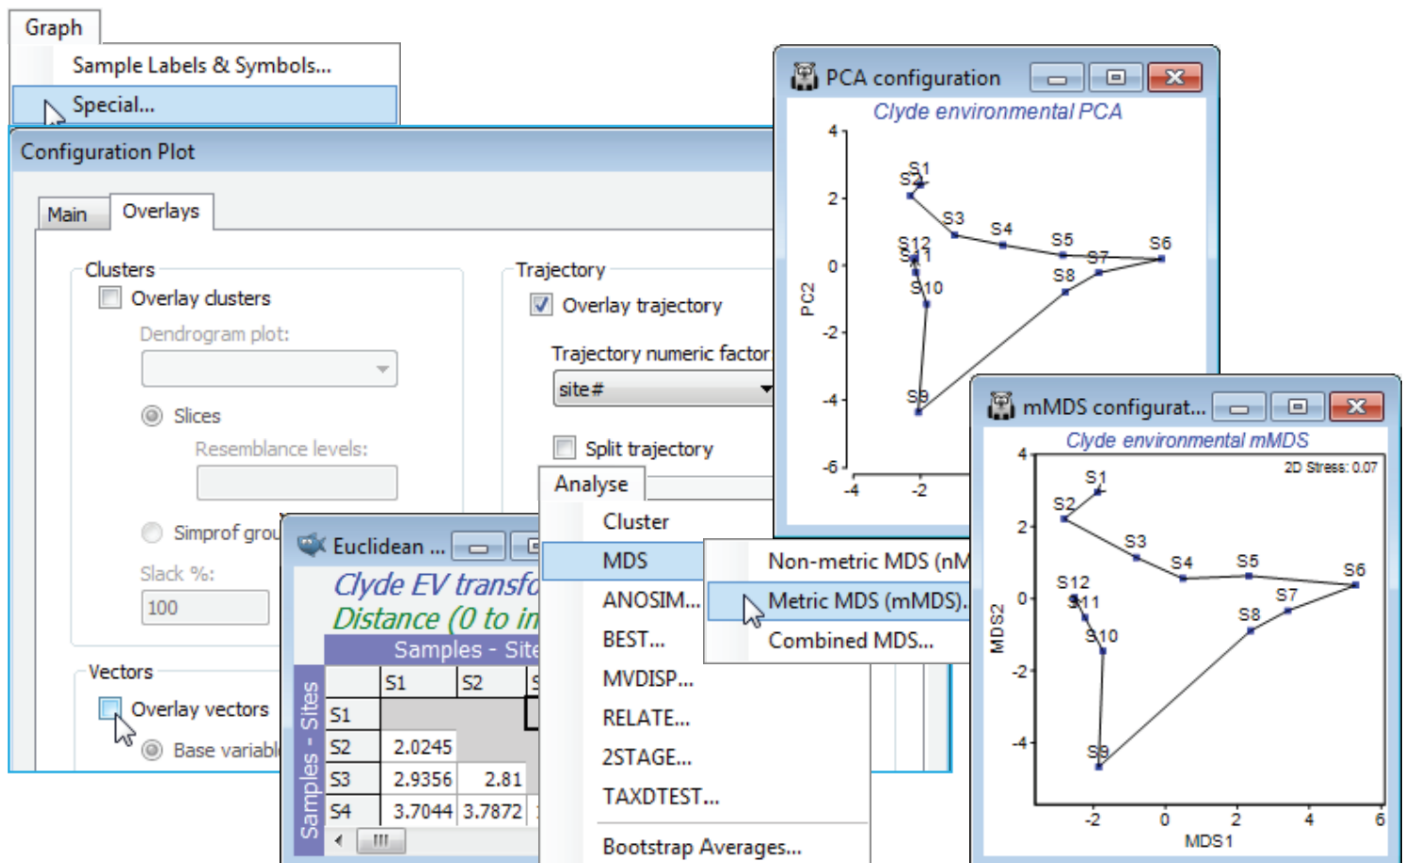 Graph
Sample Labels & Symbols...
Special...
Configuration Plot
Main
Overlays
Clusters
Overlay clusters
Dendrogram plot:
Slices
Resemblance levels:
Simprof grou
Slack %:
100
Vectors
Overlay vectors
Base variabl
Trajectory
Overlay trajectory
Trajectory numeric factor
site#
Split trajectory
Euclidean ...
Clyde EV transfo
Distance (0 to in
Samples - Site
Samples - Sites
S1 S2 S
S1
S2 2.0245
S3 2.9356 2.81
S4 3.7044 3.7872
Analyse
Cluster
MDS
ANOSIM...
BEST...
MVDISP...
RELATE...
2STAGE...
TAXDTEST...
Bootstrap Averages...
Non-metric MDS (nM
Metric MDS (mMDS).
Combined MDS...
PCA configuration
Clyde environmental PCA
4
2
0
-2
-4
-6
PC2
-4 -2
S1
S2
S3
S4
S5
S6
S7
S8
S12
S11
S10
S9
mMDS configurat...
Clyde environmental mMDS
2D Stress: 0.07
4
2
0
-2
-4
MDS2
S1
S2
S3
S4
S5
S6
S7
S8
S12
S11
S10
S9
-2 0 2 4 6
MDS1